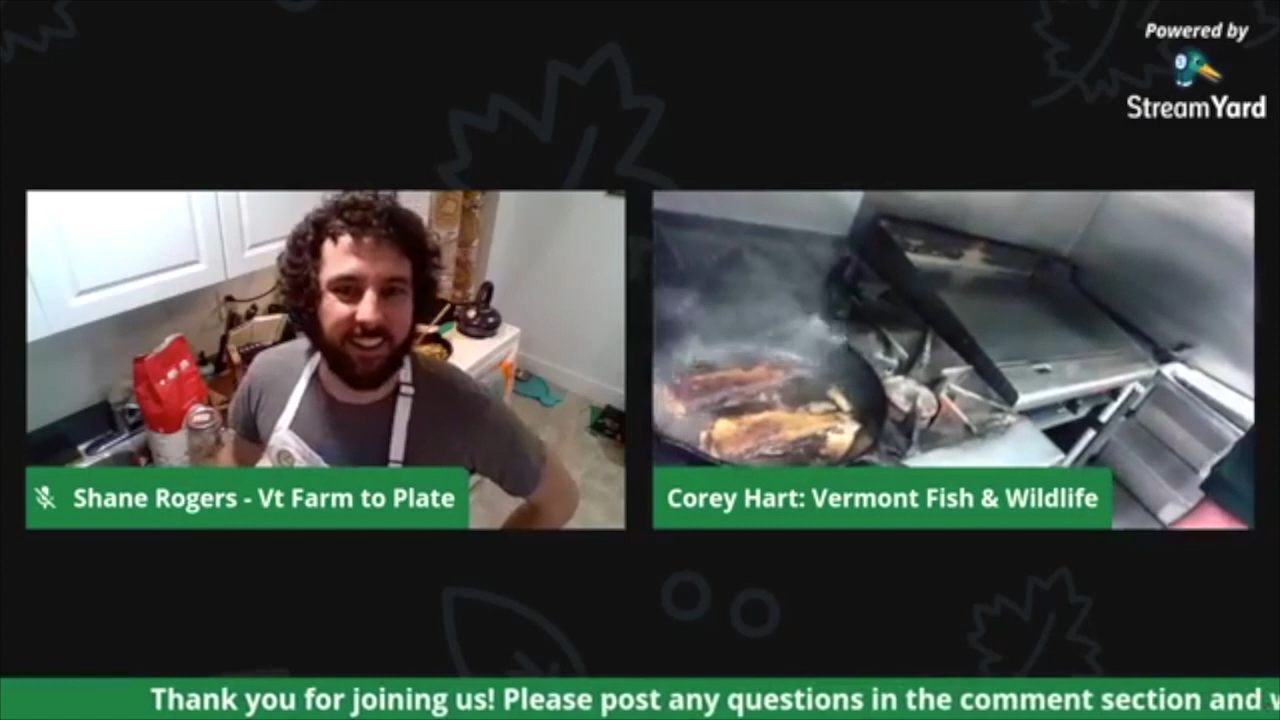 Powered by
StreamYard
Shane Rogers - Vt Farm to Plate
Corey Hart: Vermont Fish & Wildlife
Thank you for joining us! Please post any questions in the comment section and